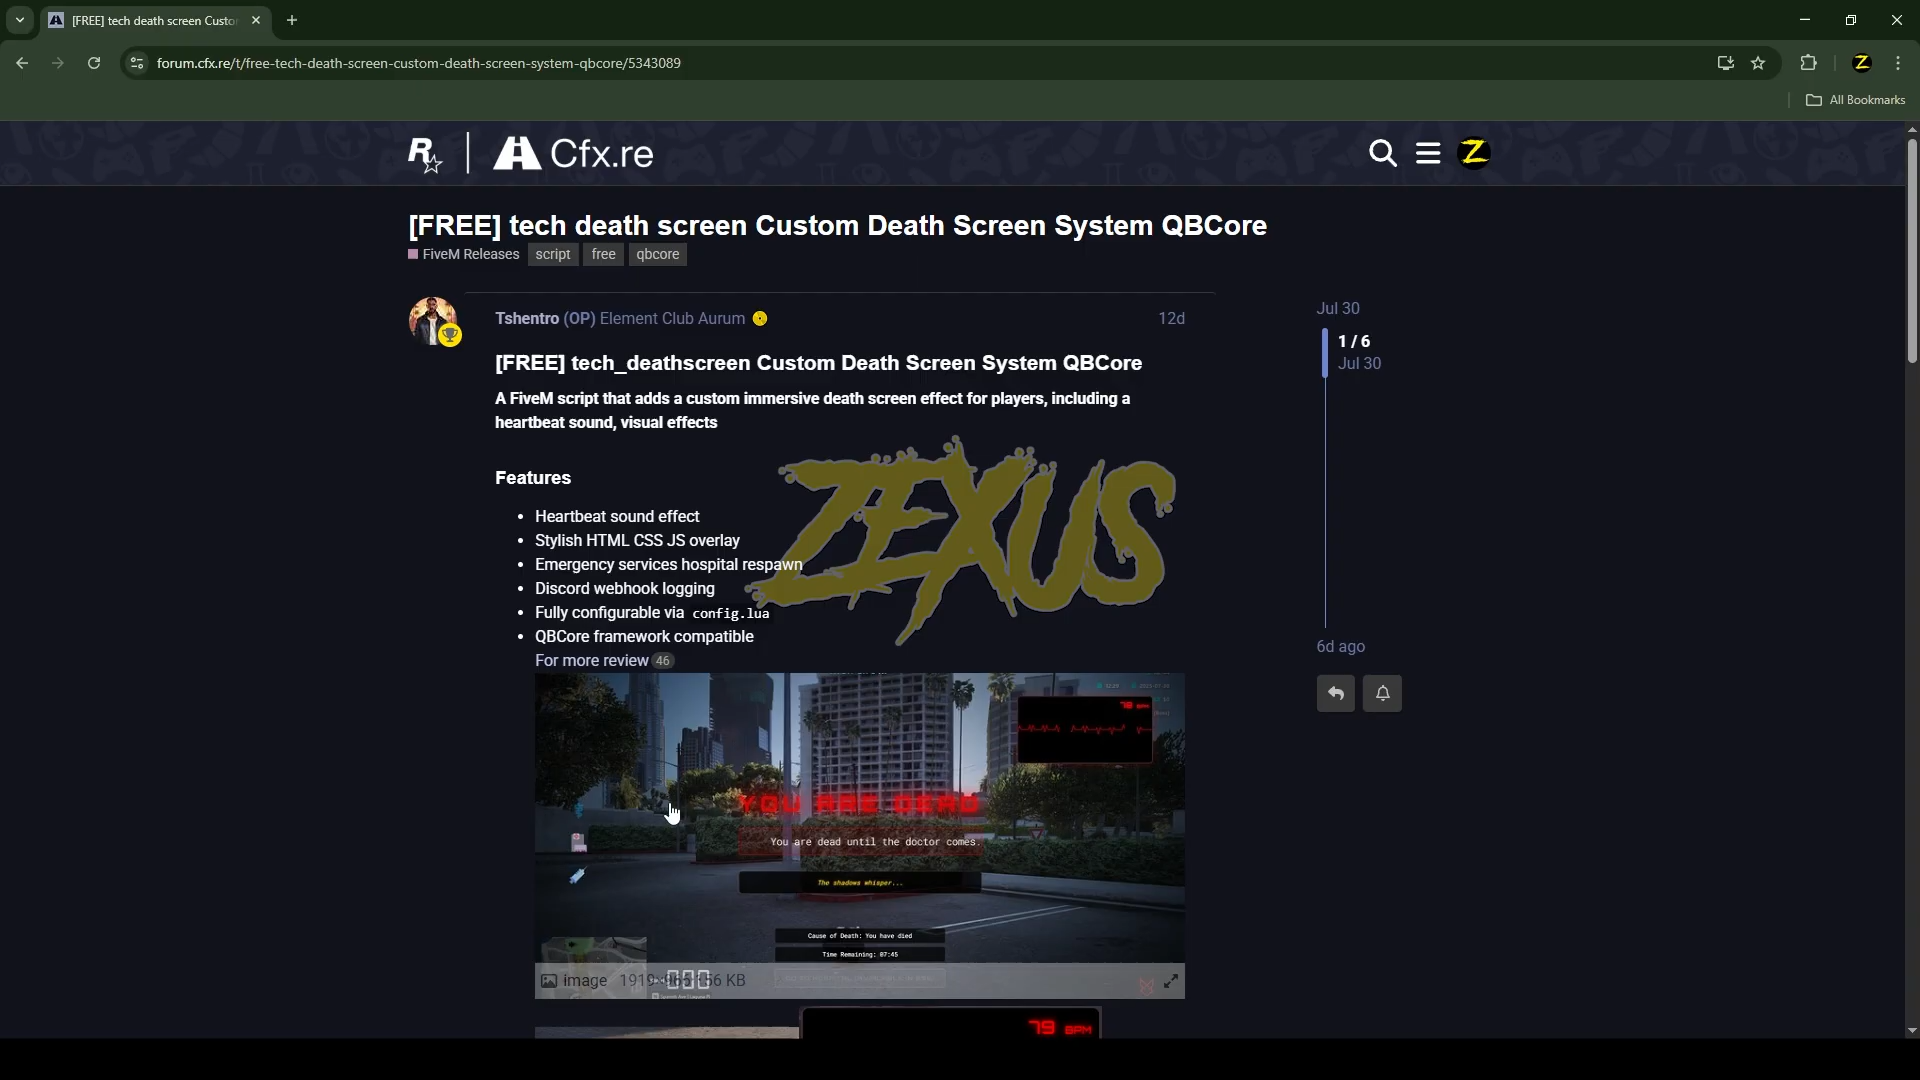 [FREE] tech death screen Custo
forum.cfx.re/t/free-tech-death-screen-custom-death-screen-system-qbcore/5343089
Z
All Bookmarks
R
Cfx.re
Z
[FREE] tech death screen Custom Death Screen System QBCore
FiveM Releases script free qbcore
Tshentro (OP) Element Club Aurum 12d
Jul 30
1 / 6
Jul 30
[FREE] tech_deathscreen Custom Death Screen System QBCore
A FiveM script that adds a custom immersive death screen effect for players, including a
heartbeat sound, visual effects
ZEXUS
Features
• Heartbeat sound effect
• Stylish HTML CSS JS overlay
• Emergency services hospital respawn
• Discord webhook logging
• Fully configurable via config.lua
• QBCore framework compatible
For more review 46
6d ago
78 BPM
YOU ARE DEAD
You are dead until the doctor comes.
The shadows whisper...
Cause of Death: You have died
Time Remaining: 07:45
image
79 BPM